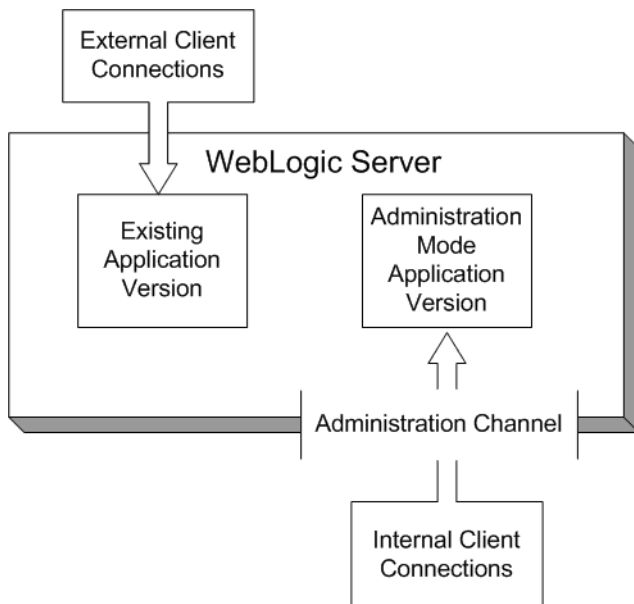 External Client
Connections
WebLogic Server
Existing
Application
Version
Administration
Mode
Application
Version
Administration Channel
Internal Client
Connections